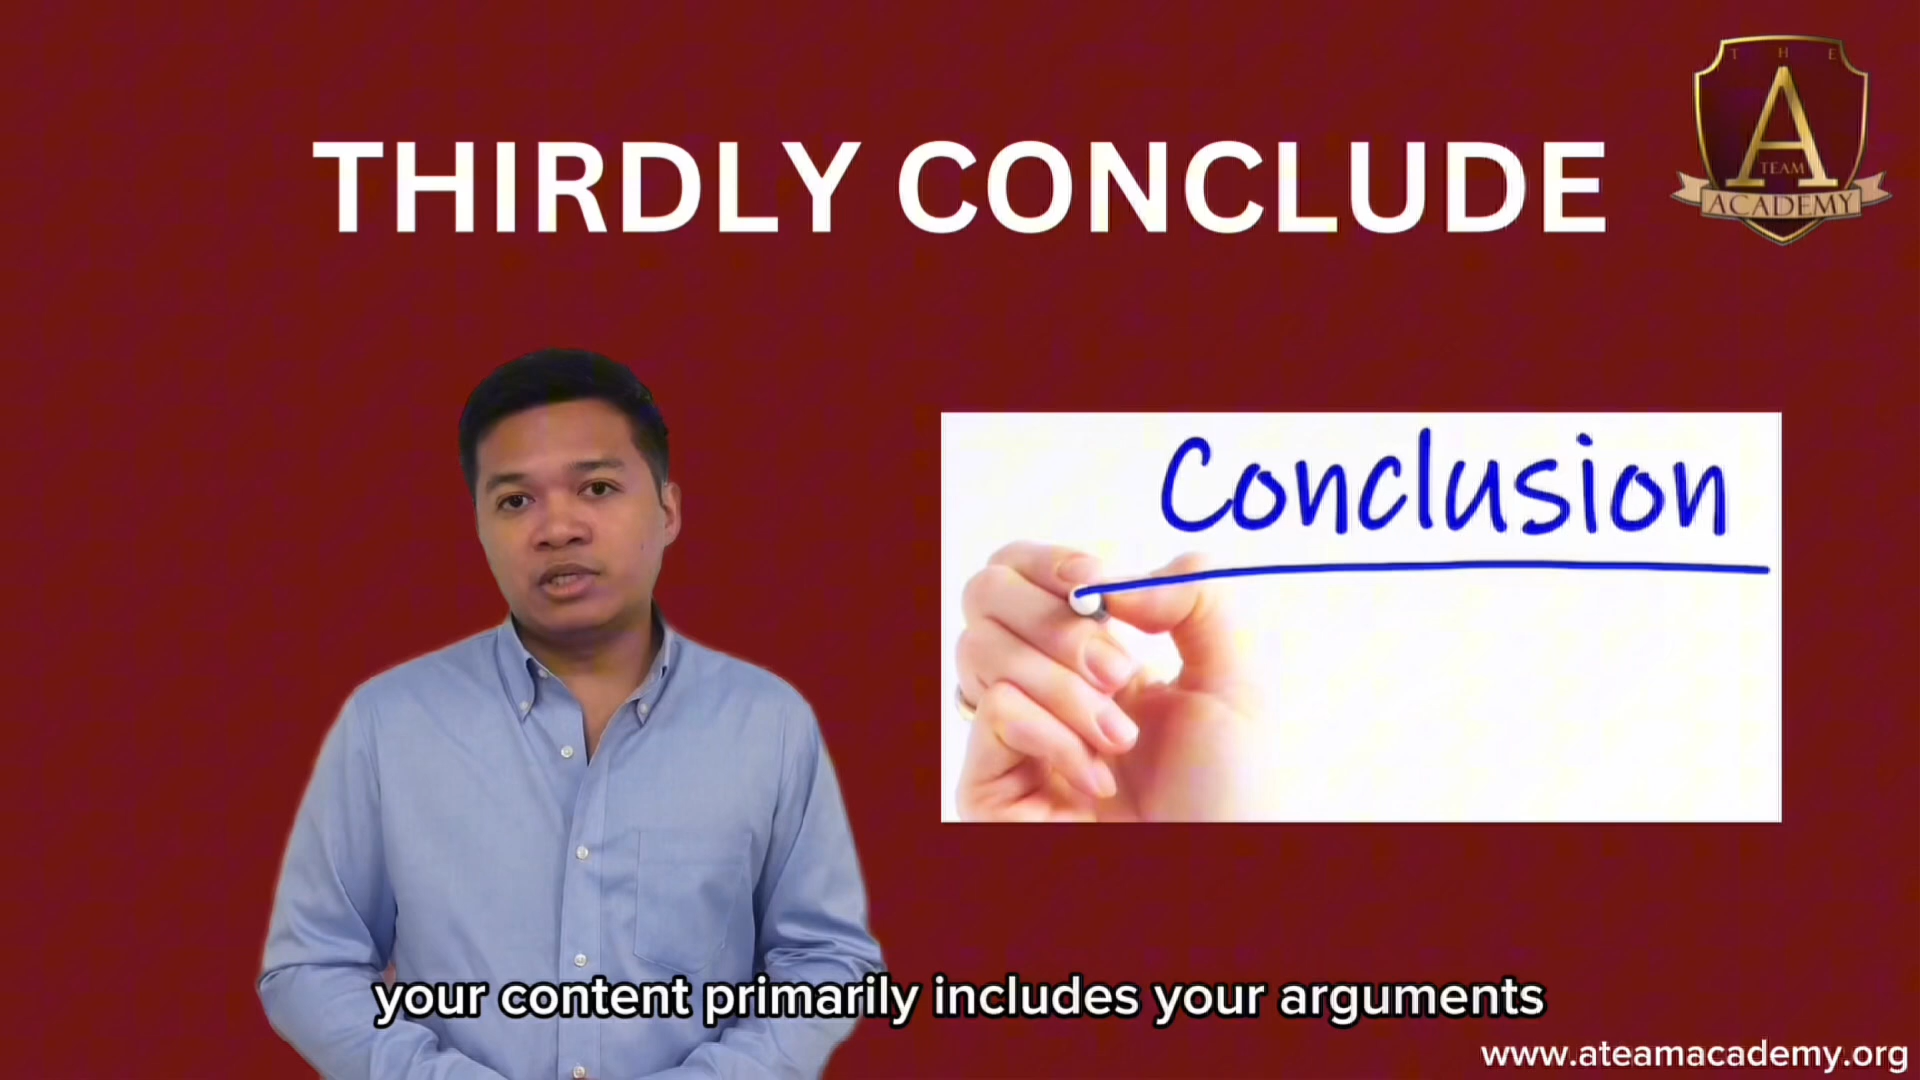 THE
A
TEAM
ACADEMY
THIRDLY CONCLUDE
Conclusion
your content primarily includes your arguments
www.ateamacademy.org